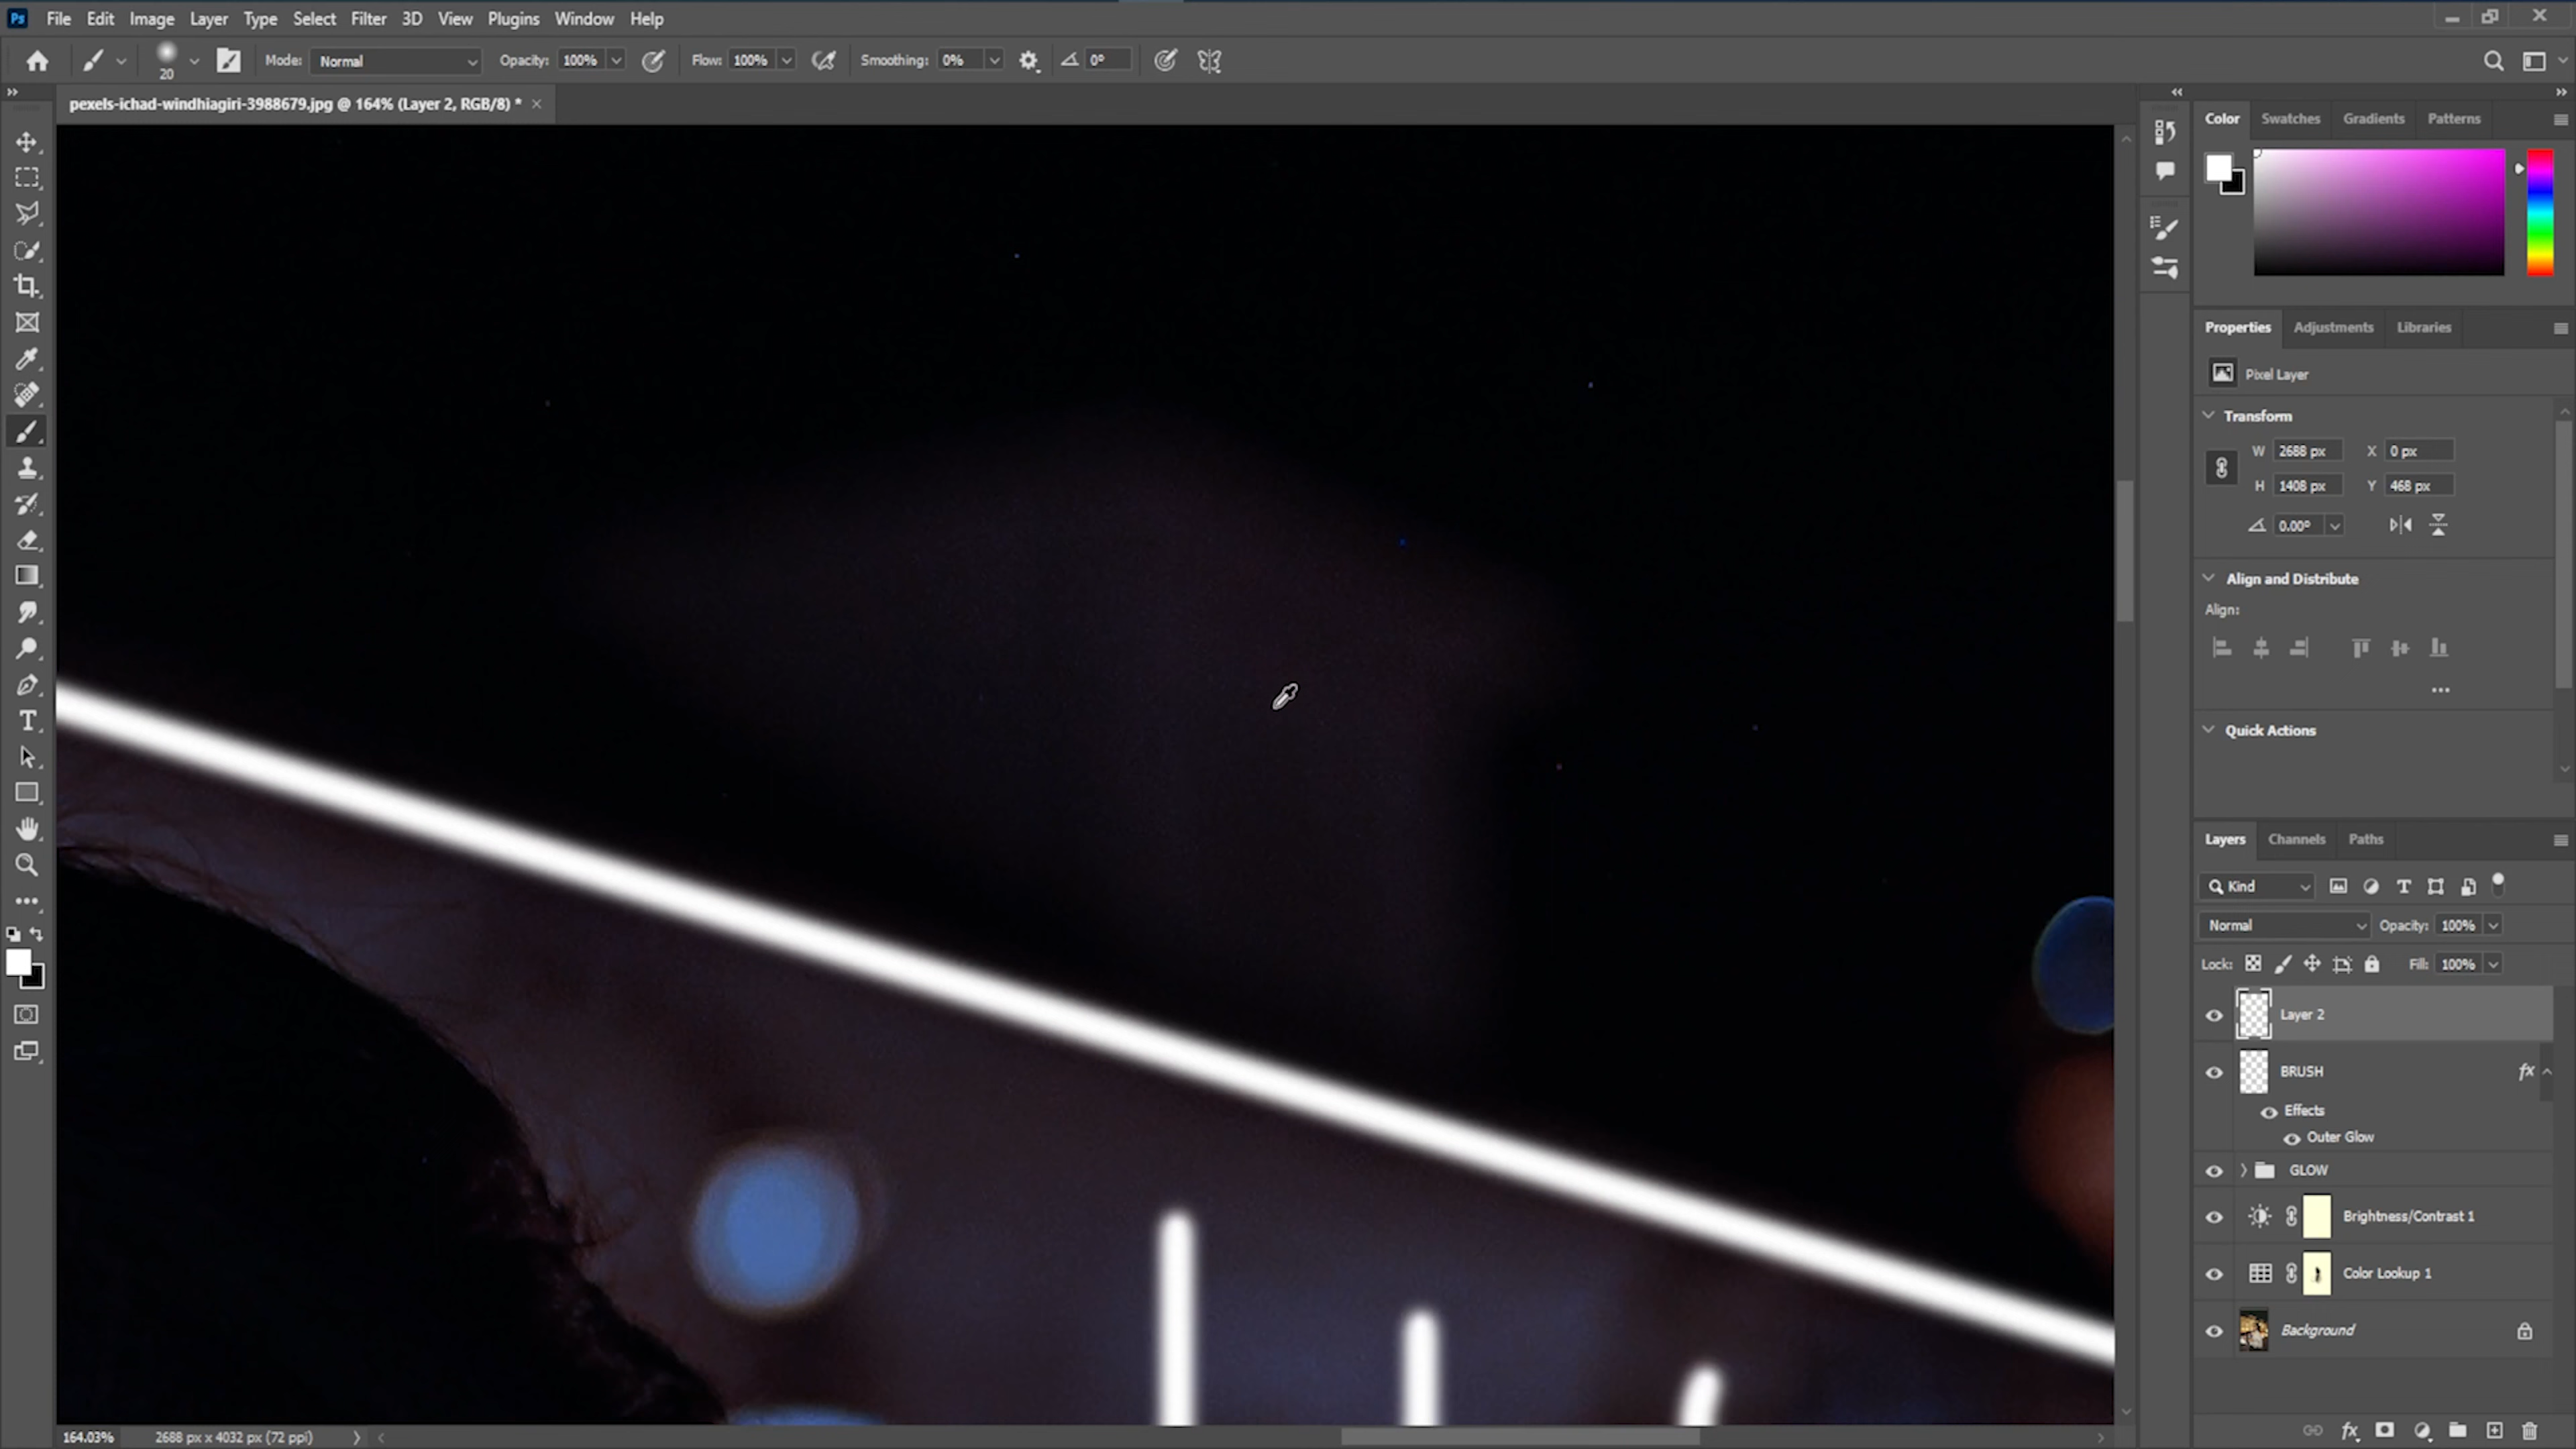 Ps File Edit Image Layer Type Select Filter 3D View Plugins Window Help
20 Mode: Normal Opacity: 100% Flow: 100% Smoothing: 0% 0°
pexels-ichad-windhiagiri-3988679.jpg @ 164% (Layer 2, RGB/8) *
Color Swatches Gradients Patterns
Properties Adjustments Libraries
Pixel Layer
Transform
W 2688 px X 0 px
H 1408 px Y 468 px
0.00°
Align and Distribute
Align:
Quick Actions
Layers Channels Paths
Kind
Normal Opacity: 100%
Lock: Fill: 100%
Layer 2
BRUSH fx
Effects
Outer Glow
GLOW
Brightness/Contrast 1
Color Lookup 1
Background
164.03% 2688 px x 4032 px (72 ppi)
fx